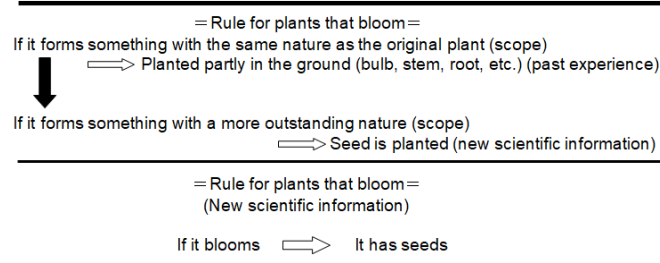 ＝Rule for plants that bloom＝
If it forms something with the same nature as the original plant (scope)
Planted partly in the ground (bulb, stem, root, etc.) (past experience)
If it forms something with a more outstanding nature (scope)
Seed is planted (new scientific information)
＝Rule for plants that bloom＝
(New scientific information)
If it blooms It has seeds